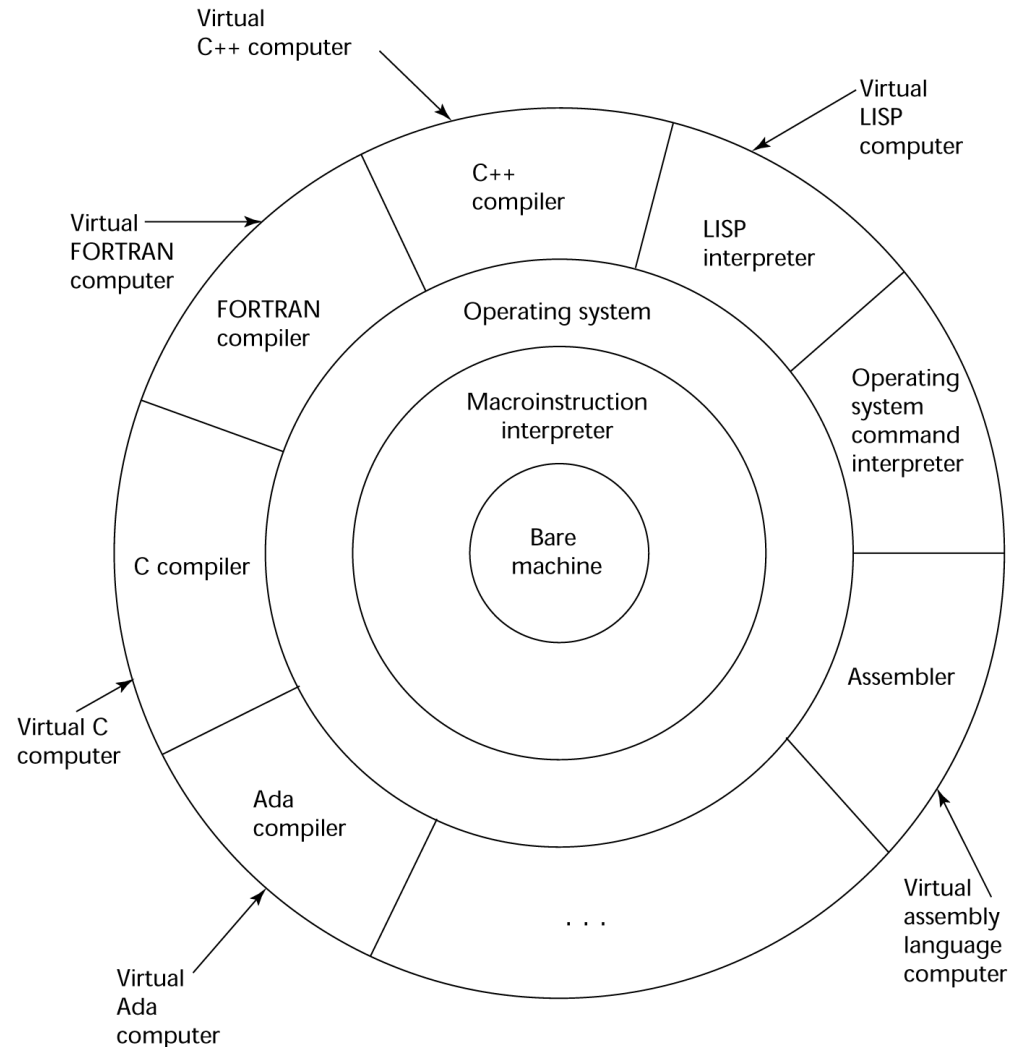 Virtual
C++ computer
Virtual
LISP
computer
C++
compiler
Virtual
FORTRAN
computer
LISP
interpreter
FORTRAN
compiler
Operating system
Operating
system
command
interpreter
Macroinstruction
interpreter
Bare
machine
C compiler
Assembler
Virtual C
computer
Ada
compiler
Virtual
assembly
language
computer
. . .
Virtual
Ada
computer